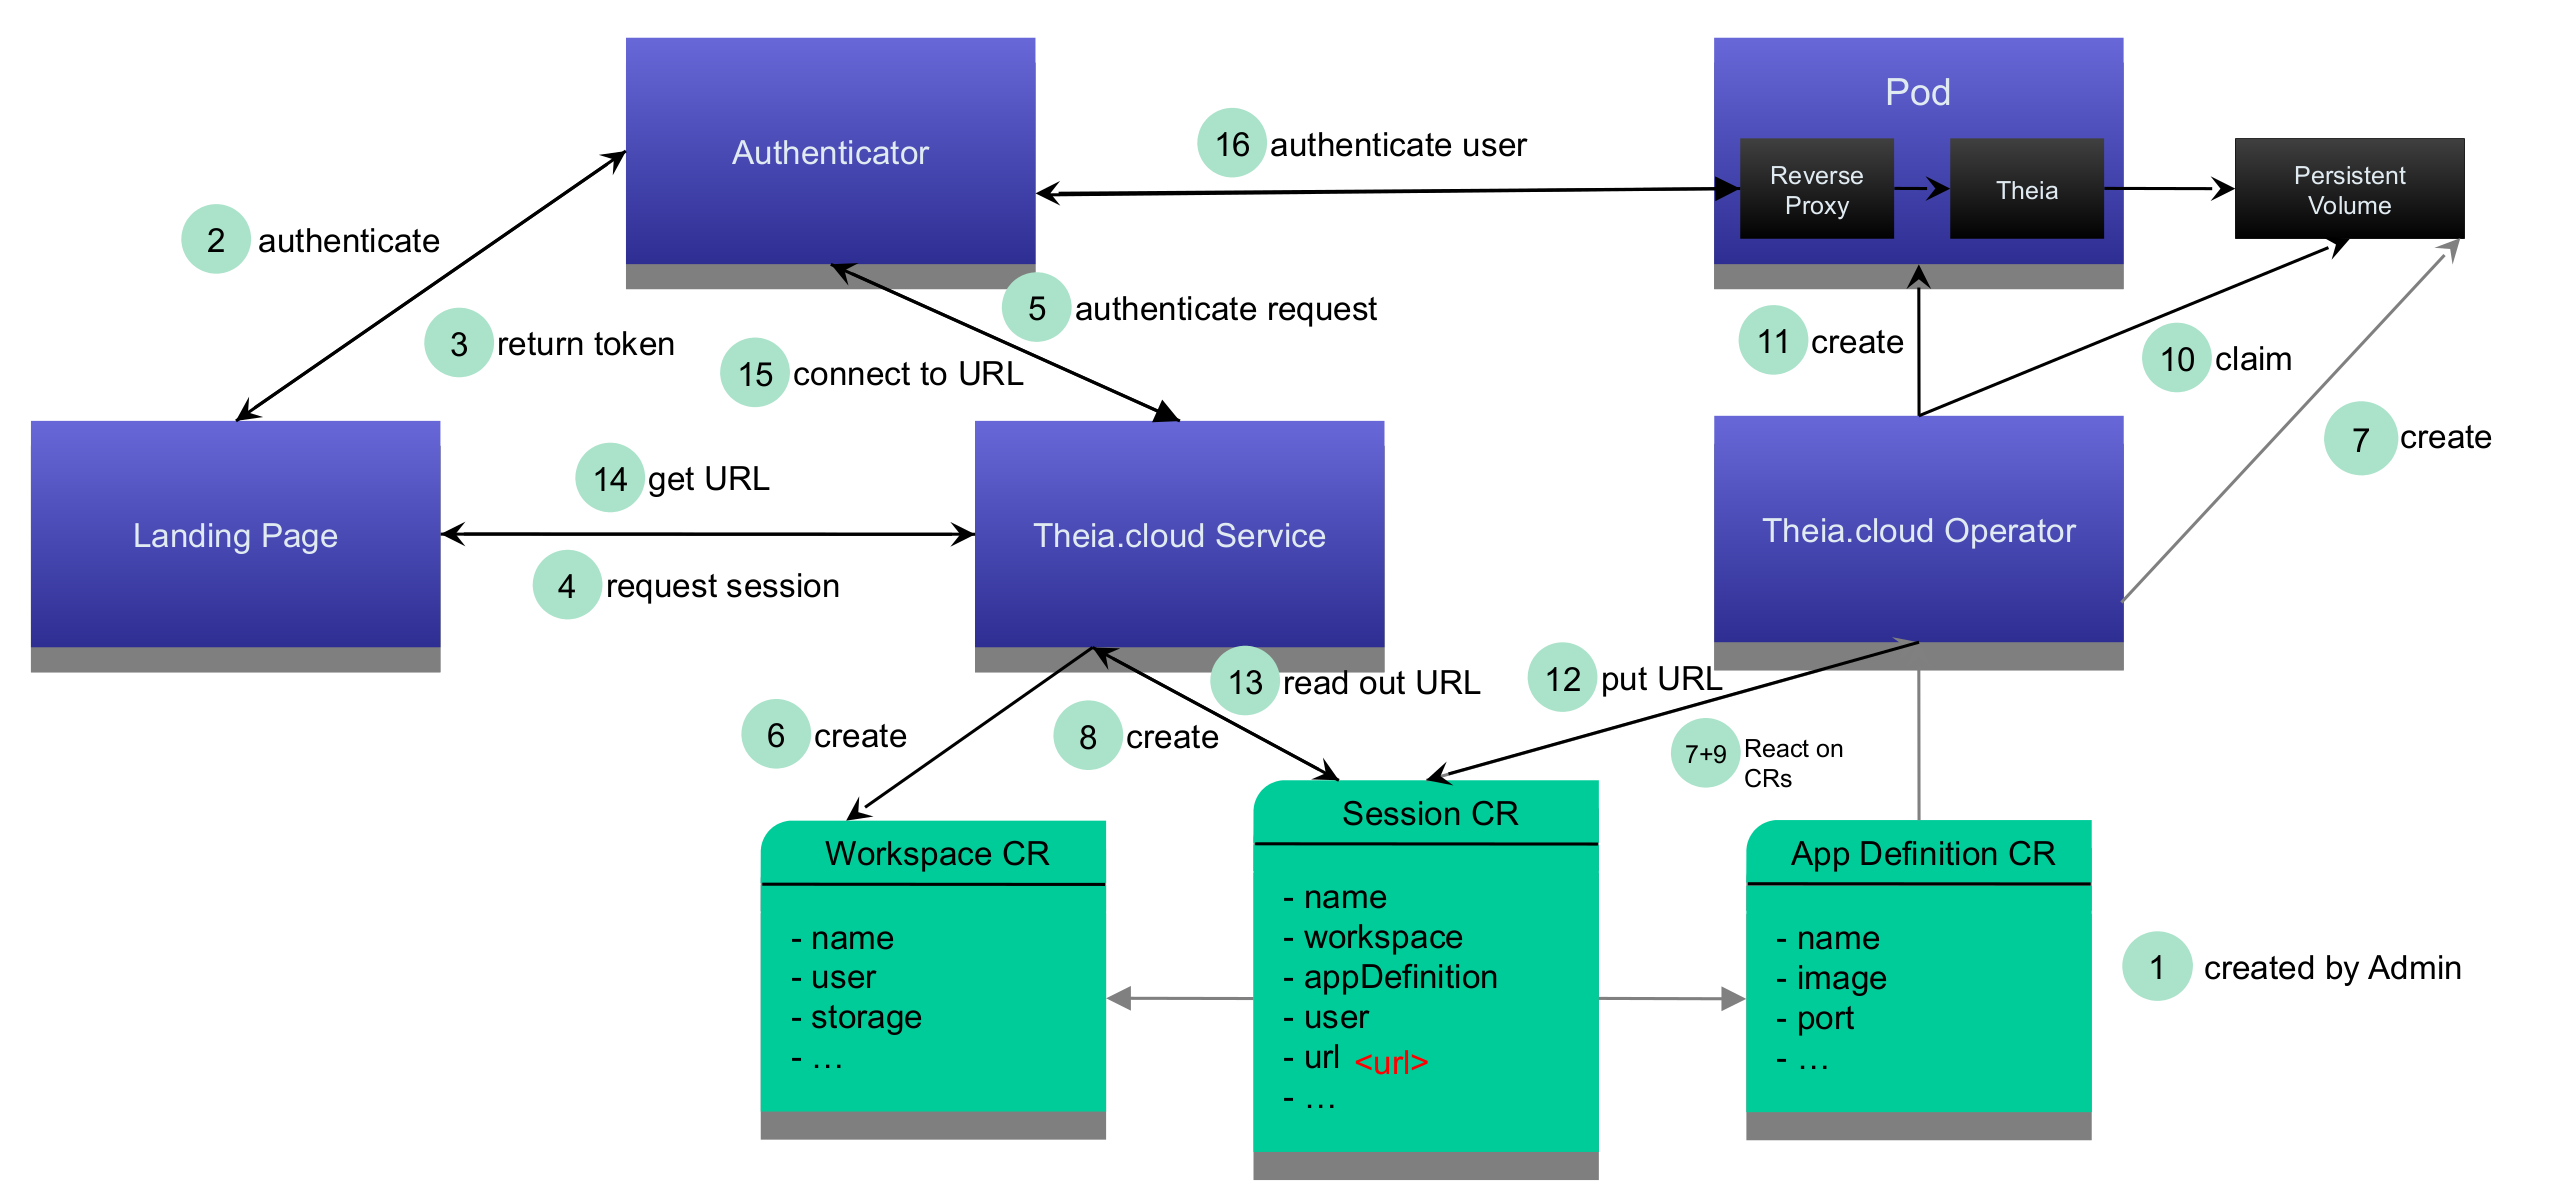 Authenticator
Pod
Reverse
Proxy
Theia
Persistent
Volume
16 authenticate user
2 authenticate
3 return token
5 authenticate request
15 connect to URL
11 create
10 claim
7 create
14 get URL
Landing Page
Theia.cloud Service
Theia.cloud Operator
4 request session
13 read out URL
12 put URL
6 create
8 create
7+9 React on
CRs
Workspace CR
- name
- user
- storage
- …
Session CR
- name
- workspace
- appDefinition
- user
- url <url>
- …
App Definition CR
- name
- image
- port
- …
1 created by Admin